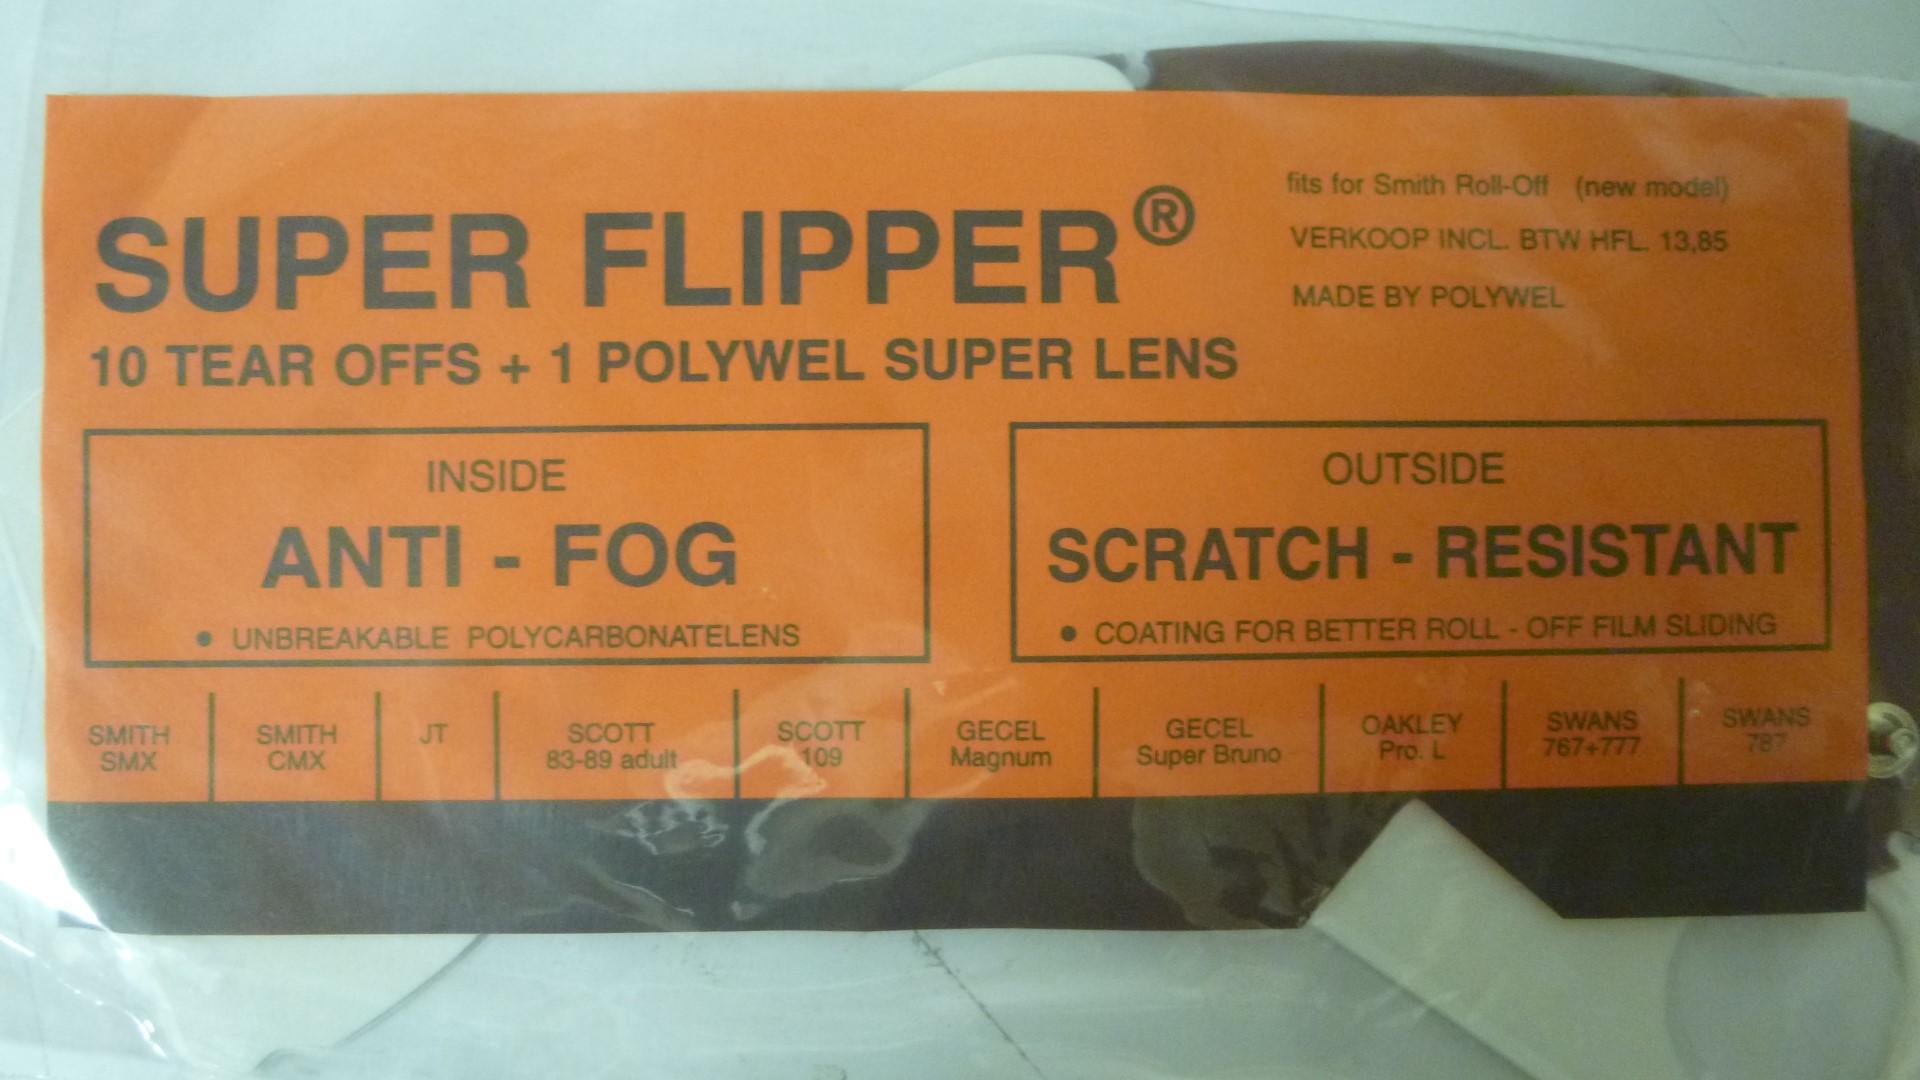 SUPER FLIPPER®
fits for Smith Roll-Off (new model)
VERKOOP INCL. BTW HFL. 13,85
MADE BY POLYWEL
10 TEAR OFFS + 1 POLYWEL SUPER LENS
INSIDE
ANTI - FOG
• UNBREAKABLE POLYCARBONATELENS
OUTSIDE
SCRATCH - RESISTANT
• COATING FOR BETTER ROLL - OFF FILM SLIDING
SMITH
SMX
SMITH
CMX
JT
SCOTT
83-89 adult
SCOTT
109
GECEL
Magnum
GECEL
Super Bruno
OAKLEY
Pro. L
SWANS
767+777
SWANS
787